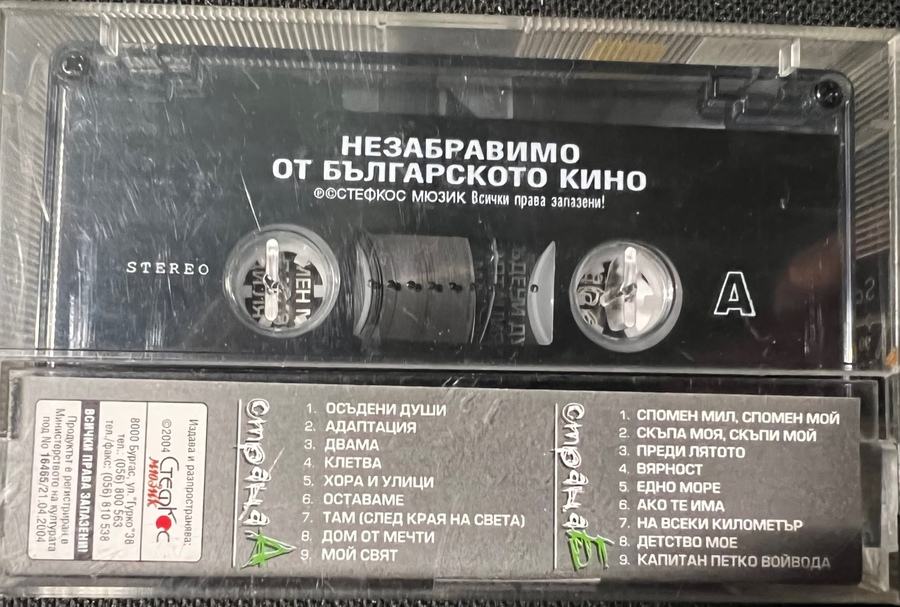 НЕЗАБРАВИМО
ОТ БЪЛГАРСКОТО КИНО
℗©СТЕФКОС МЮЗИК Всички права запазени!
STEREO
A
Страна А
1. ОСЪДЕНИ ДУШИ
2. АДАПТАЦИЯ
3. ДВАМА
4. КЛЕТВА
5. ХОРА И УЛИЦИ
6. ОСТАВАМЕ
7. ТАМ (СЛЕД КРАЯ НА СВЕТА)
8. ДОМ ОТ МЕЧТИ
9. МОЙ СВЯТ
Страна Б
1. СПОМЕН МИЛ, СПОМЕН МОЙ
2. СКЪПА МОЯ, СКЪПИ МОЙ
3. ПРЕДИ ЛЯТОТО
4. ВЯРНОСТ
5. ЕДНО МОРЕ
6. АКО ТЕ ИМА
7. НА ВСЕКИ КИЛОМЕТЪР
8. ДЕТСТВО МОЕ
9. КАПИТАН ПЕТКО ВОЙВОДА
Издава и разпространява:
©2004 СТЕФКОС
МЮЗИК
8000 Бургас, ул."Гурко"38
тел.: (056) 800 563
тел./факс: (056) 810 538
ВСИЧКИ ПРАВА ЗАПАЗЕНИ!
Продуктът е регистриран в
Министерството на културата
под No 16465/21.04.2004